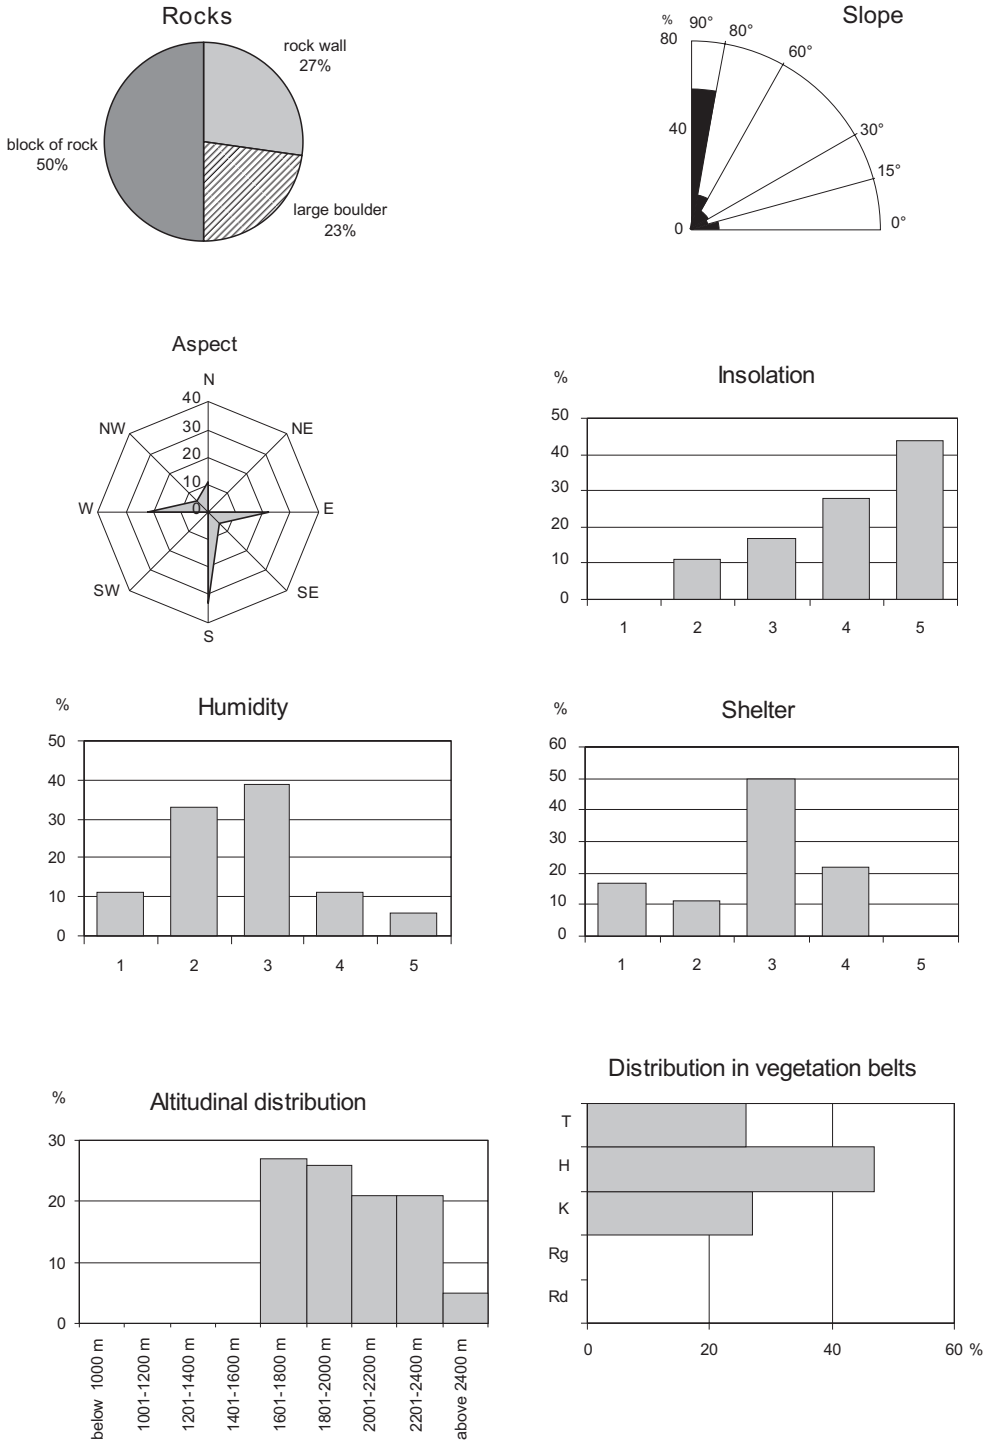 Rocks
rock wall
27%
block of rock
50%
large boulder
23%
Slope
%
80
40
0
90°
80°
60°
30°
15°
0°
Aspect
N
40
30
20
10
0
NW
NE
W
E
SW
SE
S
%
Insolation
50
40
30
20
10
0
1 2 3 4 5
%
Humidity
50
40
30
20
10
0
1 2 3 4 5
%
Shelter
60
50
40
30
20
10
0
1 2 3 4 5
%
Altitudinal distribution
30
20
10
0
below 1000 m
1001-1200 m
1201-1400 m
1401-1600 m
1601-1800 m
1801-2000 m
2001-2200 m
2201-2400 m
above 2400 m
Distribution in vegetation belts
T
H
K
Rg
Rd
0 20 40 60 %